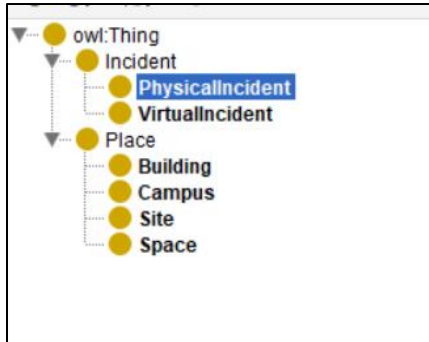 owl:Thing
Incident
PhysicalIncident
VirtualIncident
Place
Building
Campus
Site
Space